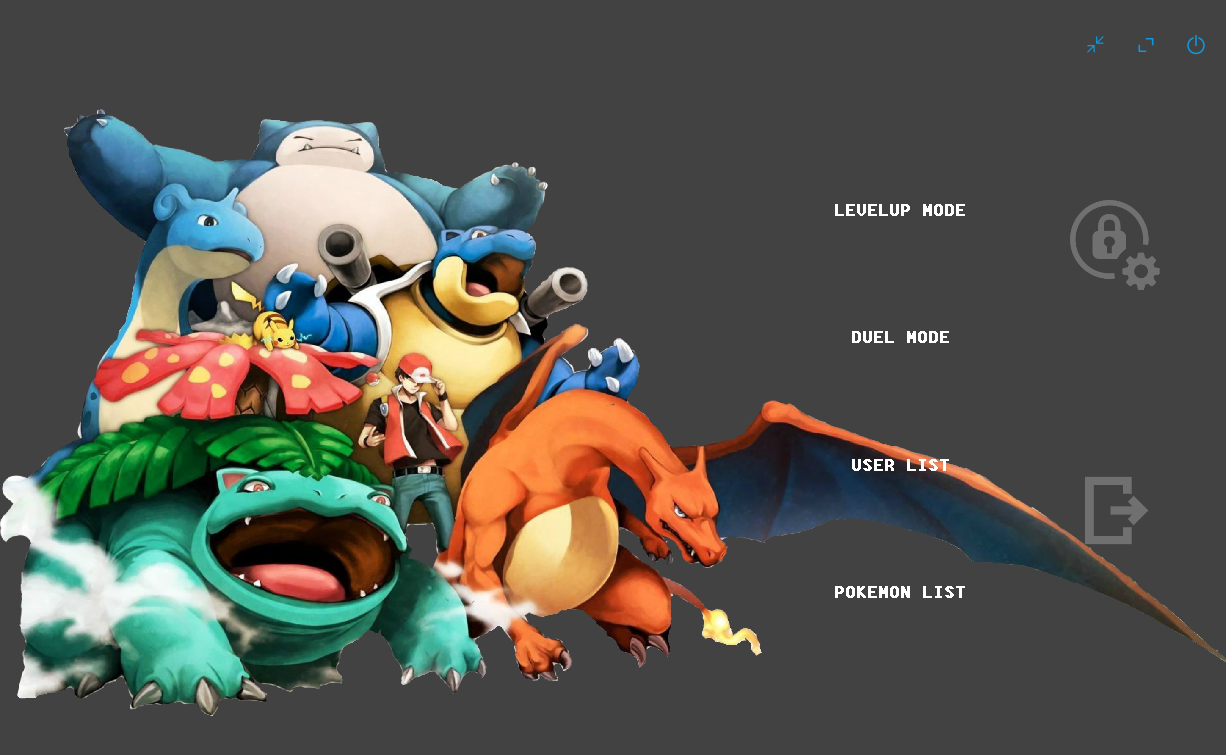 LEVELUP MODE
DUEL MODE
USER LIST
POKEMON LIST